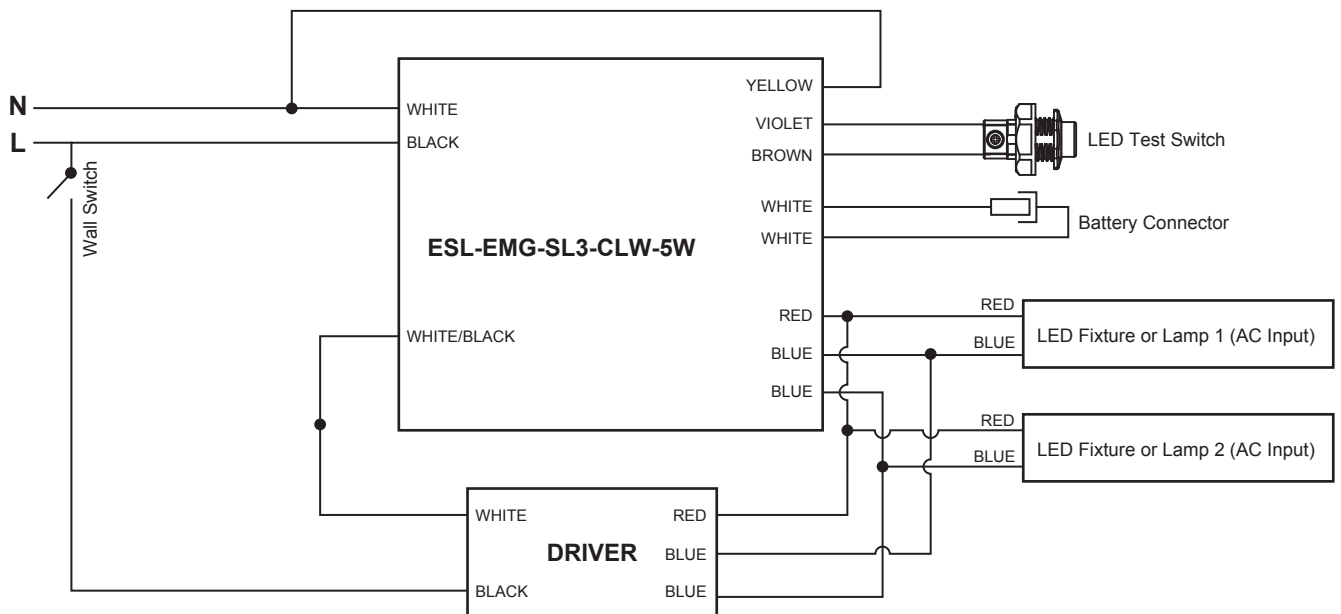 N
L
Wall Switch
WHITE
BLACK
WHITE/BLACK
ESL-EMG-SL3-CLW-5W
YELLOW
VIOLET
BROWN
WHITE
WHITE
RED
BLUE
BLUE
LED Test Switch
Battery Connector
RED
BLUE
LED Fixture or Lamp 1 (AC Input)
RED
BLUE
LED Fixture or Lamp 2 (AC Input)
WHITE
BLACK
DRIVER
RED
BLUE
BLUE